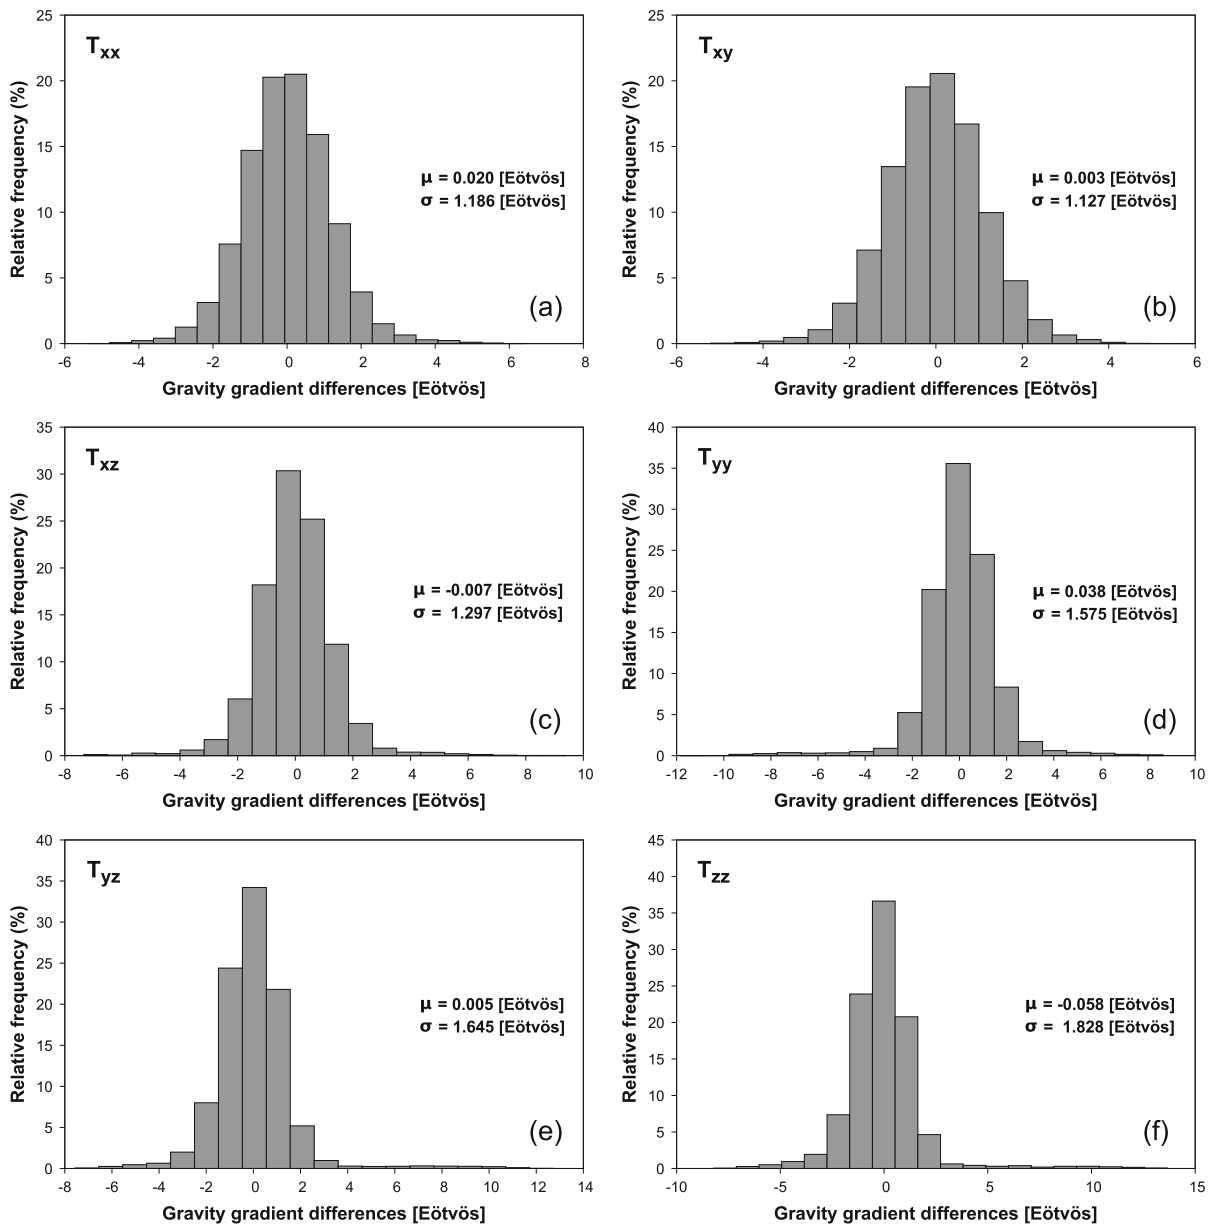 T_xx
Relative frequency (%)
25
20
15
10
5
0
μ = 0.020 [Eötvös]
σ = 1.186 [Eötvös]
(a)
-6 -4 -2 0 2 4 6 8
Gravity gradient differences [Eötvös]
T_xy
Relative frequency (%)
25
20
15
10
5
0
μ = 0.003 [Eötvös]
σ = 1.127 [Eötvös]
(b)
-6 -4 -2 0 2 4 6
Gravity gradient differences [Eötvös]
T_xz
Relative frequency (%)
35
30
25
20
15
10
5
0
μ = -0.007 [Eötvös]
σ = 1.297 [Eötvös]
(c)
-8 -6 -4 -2 0 2 4 6 8 10
Gravity gradient differences [Eötvös]
T_yy
Relative frequency (%)
40
35
30
25
20
15
10
5
0
μ = 0.038 [Eötvös]
σ = 1.575 [Eötvös]
(d)
-12 -10 -8 -6 -4 -2 0 2 4 6 8 10
Gravity gradient differences [Eötvös]
T_yz
Relative frequency (%)
40
35
30
25
20
15
10
5
0
μ = 0.005 [Eötvös]
σ = 1.645 [Eötvös]
(e)
-8 -6 -4 -2 0 2 4 6 8 10 12 14
Gravity gradient differences [Eötvös]
T_zz
Relative frequency (%)
45
40
35
30
25
20
15
10
5
0
μ = -0.058 [Eötvös]
σ = 1.828 [Eötvös]
(f)
-10 -5 0 5 10 15
Gravity gradient differences [Eötvös]